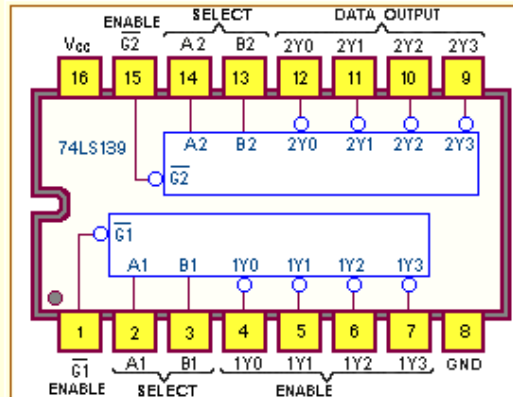 ENABLE SELECT DATA OUTPUT
VCC G2 A2 B2 2Y0 2Y1 2Y2 2Y3
16 15 14 13 12 11 10 9
74LS139 A2 B2 2Y0 2Y1 2Y2 2Y3
G2
G1
A1 B1 1Y0 1Y1 1Y2 1Y3
1 2 3 4 5 6 7 8
G1 A1 B1 1Y0 1Y1 1Y2 1Y3 GND
ENABLE SELECT ENABLE